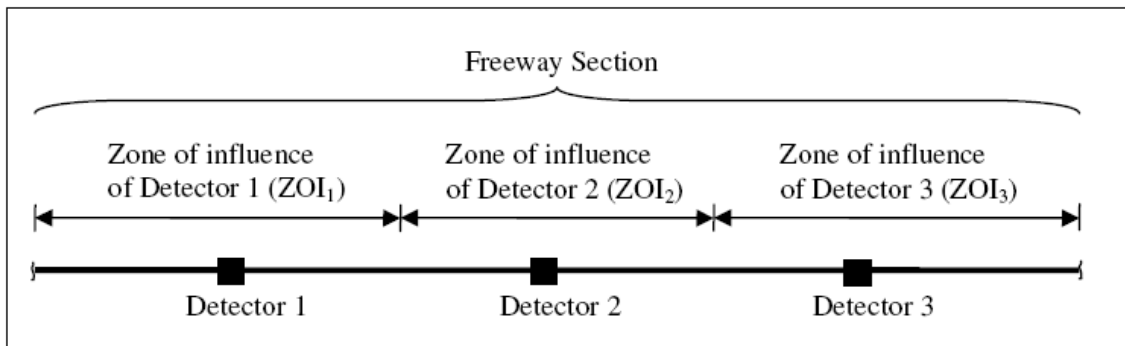 Freeway Section
Zone of influence
of Detector 1 (ZOI₁)
Zone of influence
of Detector 2 (ZOI₂)
Zone of influence
of Detector 3 (ZOI₃)
Detector 1
Detector 2
Detector 3